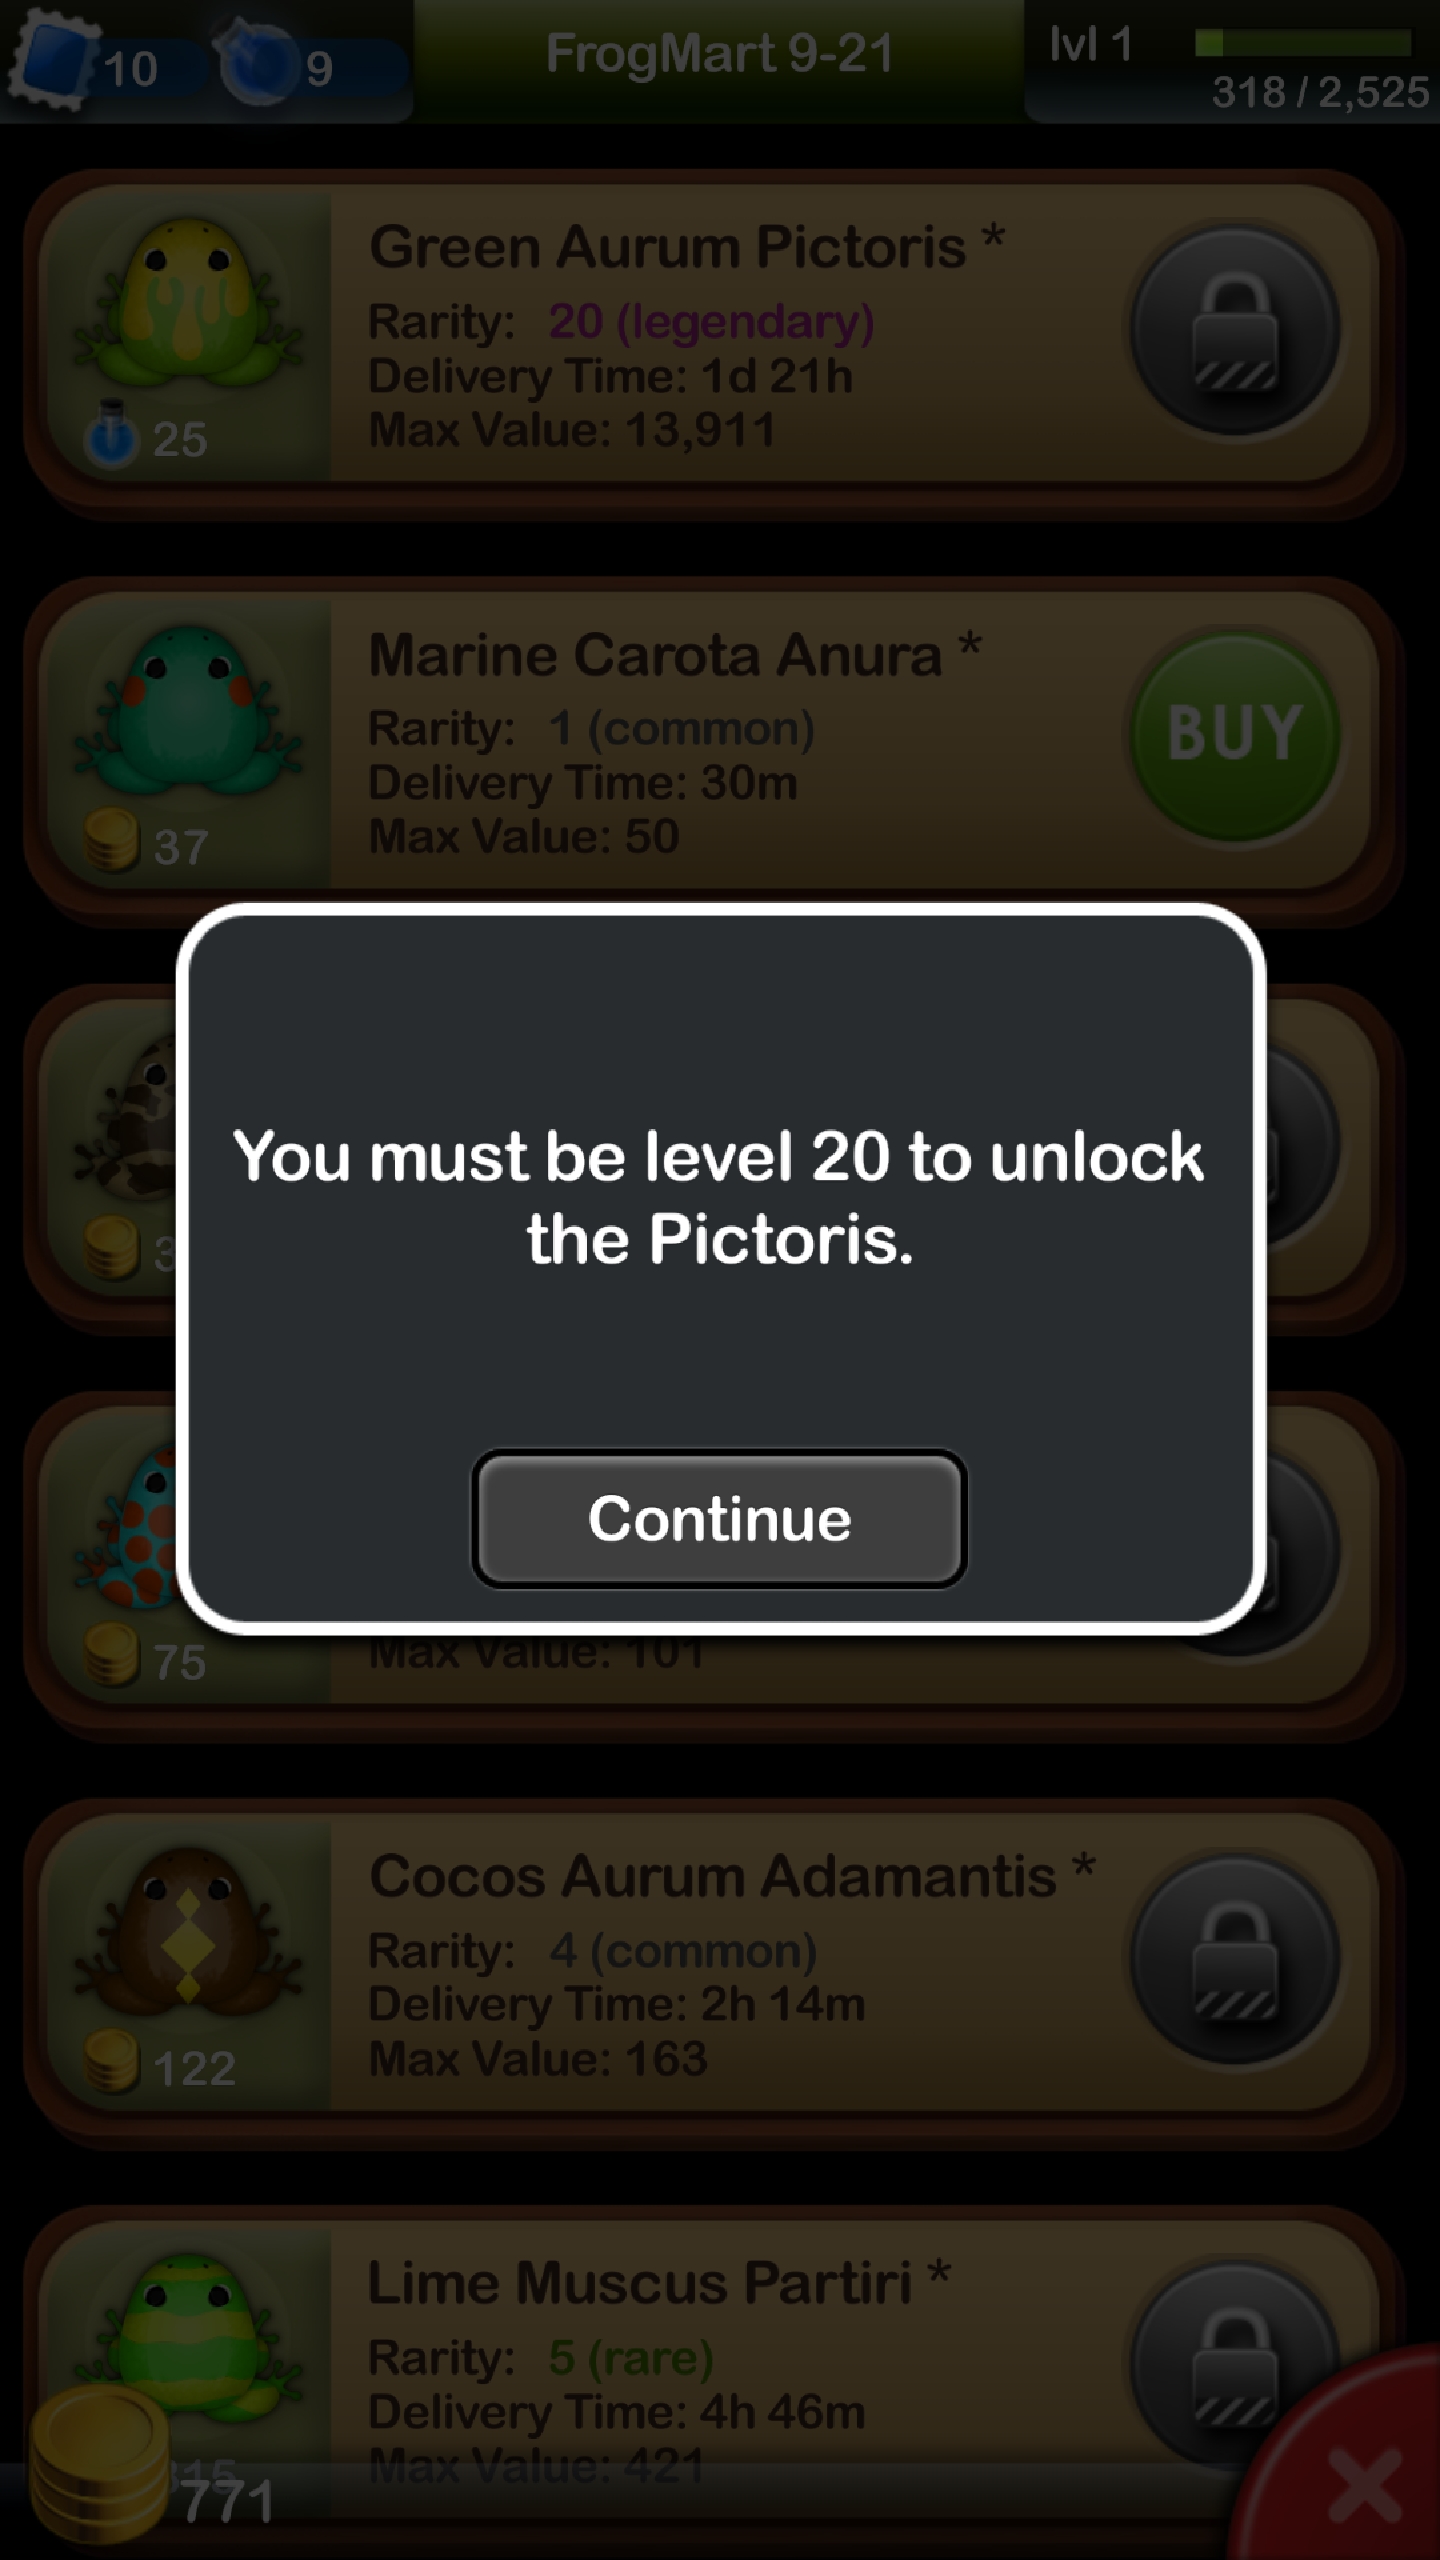 10
9
FrogMart 9-21
lvl 1
318 / 2,525
Green Aurum Pictoris *
Rarity: 20 (legendary)
Delivery Time: 1d 21h
Max Value: 13,911
25
Marine Carota Anura *
Rarity: 1 (common)
Delivery Time: 30m
Max Value: 50
BUY
37
You must be level 20 to unlock
the Pictoris.
Continue
Max Value: 101
75
Cocos Aurum Adamantis *
Rarity: 4 (common)
Delivery Time: 2h 14m
Max Value: 163
122
Lime Muscus Partiri *
Rarity: 5 (rare)
Delivery Time: 4h 46m
Max Value: 421
315
771